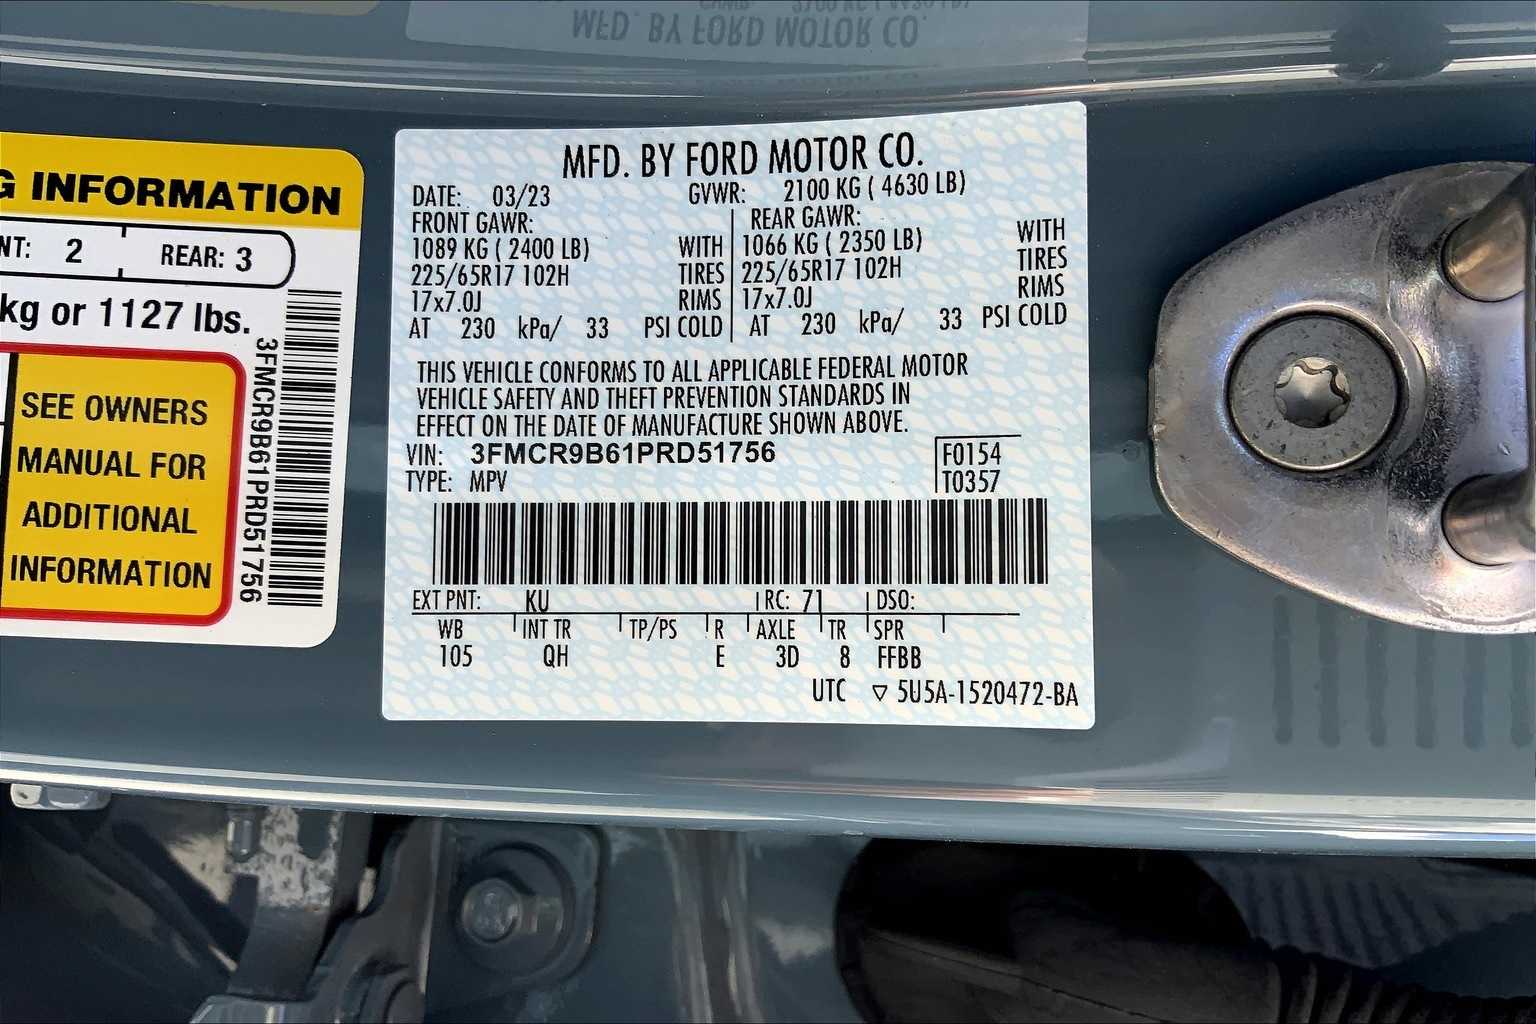 MFD. BY FORD MOTOR CO.
G INFORMATION
NT: 2 REAR: 3
kg or 1127 lbs.
SEE OWNERS
MANUAL FOR
ADDITIONAL
INFORMATION
3FMCR9B61PRD51756
MFD. BY FORD MOTOR CO.
DATE: 03/23 GVWR: 2100 KG ( 4630 LB)
FRONT GAWR: REAR GAWR:
1089 KG ( 2400 LB) WITH 1066 KG ( 2350 LB) WITH
225/65R17 102H TIRES 225/65R17 102H TIRES
17x7.0J RIMS 17x7.0J RIMS
AT 230 kPa/ 33 PSI COLD AT 230 kPa/ 33 PSI COLD
THIS VEHICLE CONFORMS TO ALL APPLICABLE FEDERAL MOTOR
VEHICLE SAFETY AND THEFT PREVENTION STANDARDS IN
EFFECT ON THE DATE OF MANUFACTURE SHOWN ABOVE.
VIN: 3FMCR9B61PRD51756 F0154
TYPE: MPV T0357
EXT PNT: KU RC: 71 DSO:
WB INT TR TP/PS R AXLE TR SPR
105 QH E 3D 8 FFBB
UTC ▽ 5U5A-1520472-BA